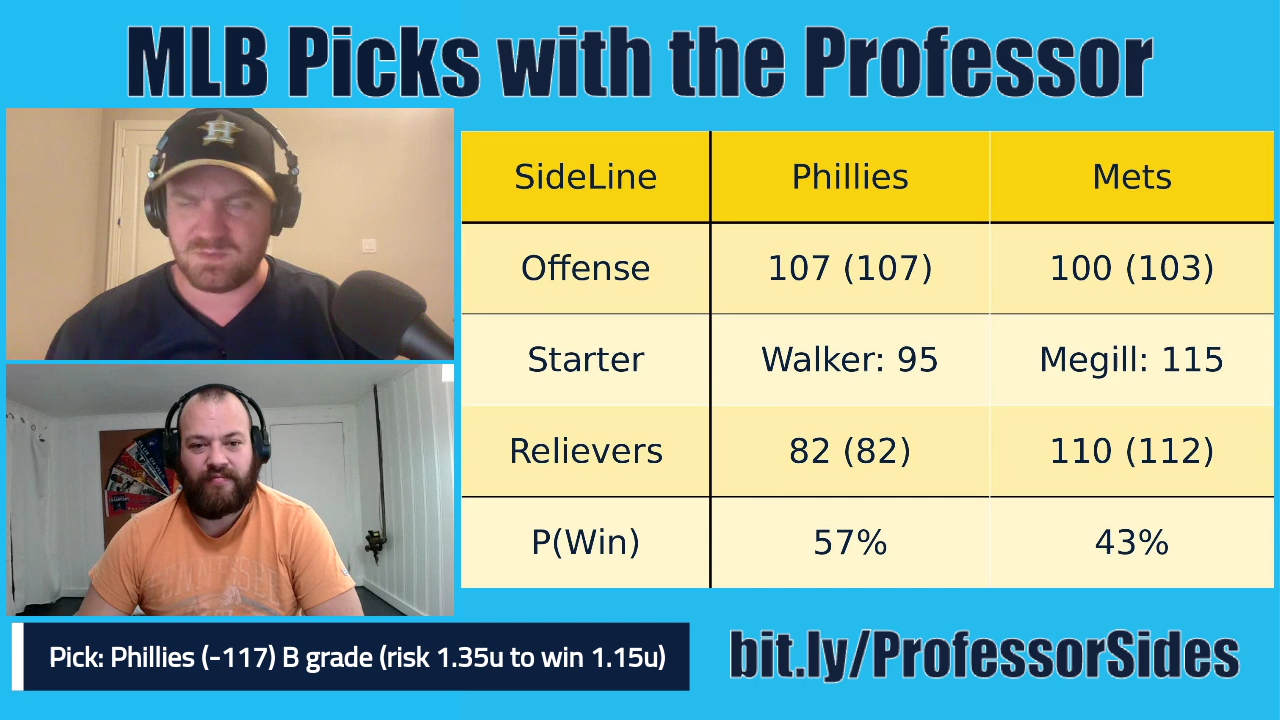 MLB Picks with the Professor
H
SideLine Phillies Mets
Offense 107 (107) 100 (103)
Starter Walker: 95 Megill: 115
Relievers 82 (82) 110 (112)
P(Win) 57% 43%
Pick: Phillies (-117) B grade (risk 1.35u to win 1.15u)
bit.ly/ProfessorSides